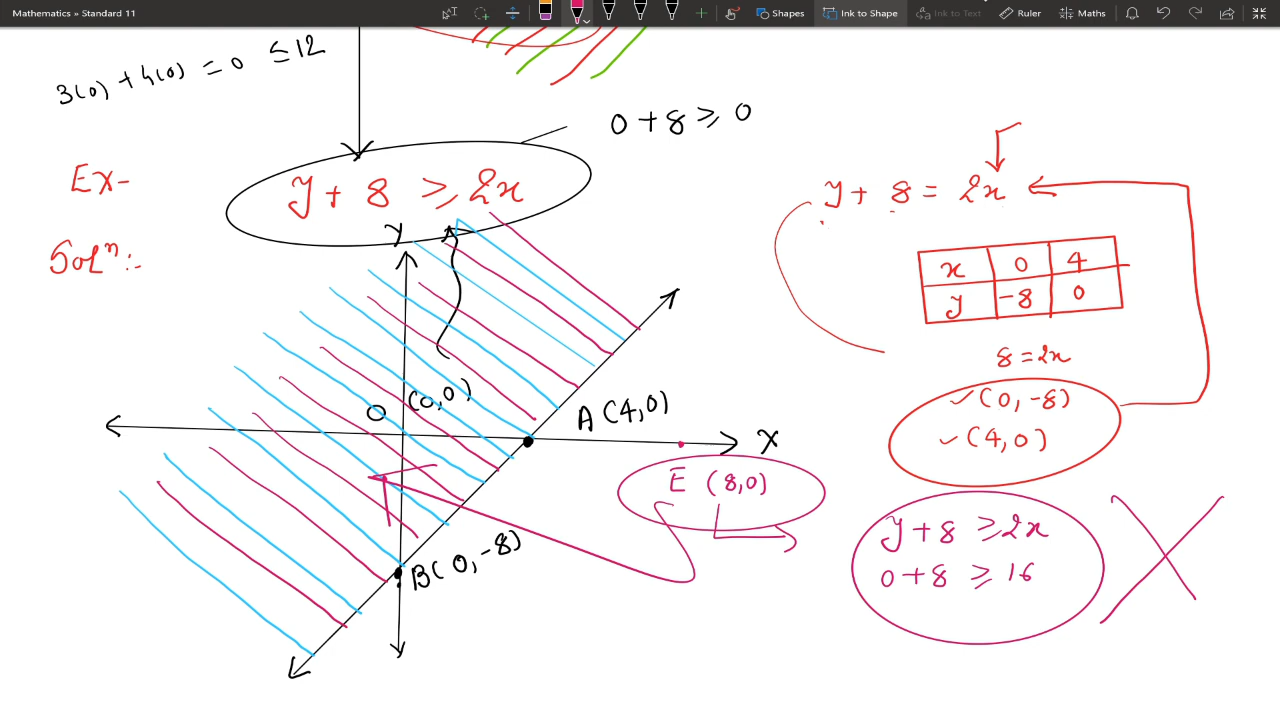 Mathematics » Standard 11
Shapes
Ink to Shape
Ink to Text
Ruler
Maths
3(0) + 4(0) = 0 ≤ 12
0 + 8 ≥ 0
Ex-
y + 8 ≥ 2x
Solⁿ:-
y + 8 = 2x
x 0 4
y -8 0
8 = 2x
(0, -8)
(4, 0)
Y
O (0,0)
A (4,0)
X
E (8,0)
B (0, -8)
y + 8 ≥ 2x
0 + 8 ≥ 16